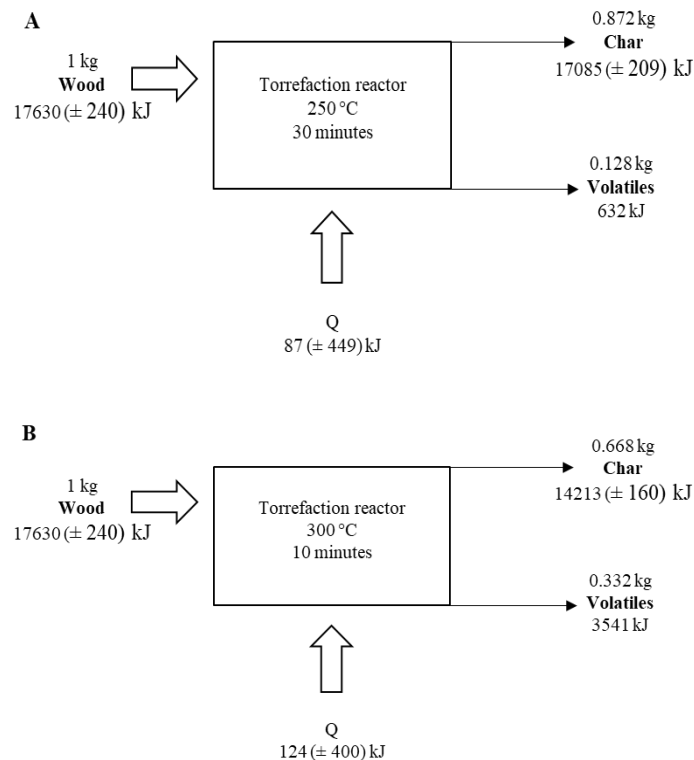 A
1 kg
Wood
17630 (± 240) kJ
Torrefaction reactor
250 °C
30 minutes
0.872 kg
Char
17085 (± 209) kJ
0.128 kg
Volatiles
632 kJ
Q
87 (± 449) kJ
B
1 kg
Wood
17630 (± 240) kJ
Torrefaction reactor
300 °C
10 minutes
0.668 kg
Char
14213 (± 160) kJ
0.332 kg
Volatiles
3541 kJ
Q
124 (± 400) kJ